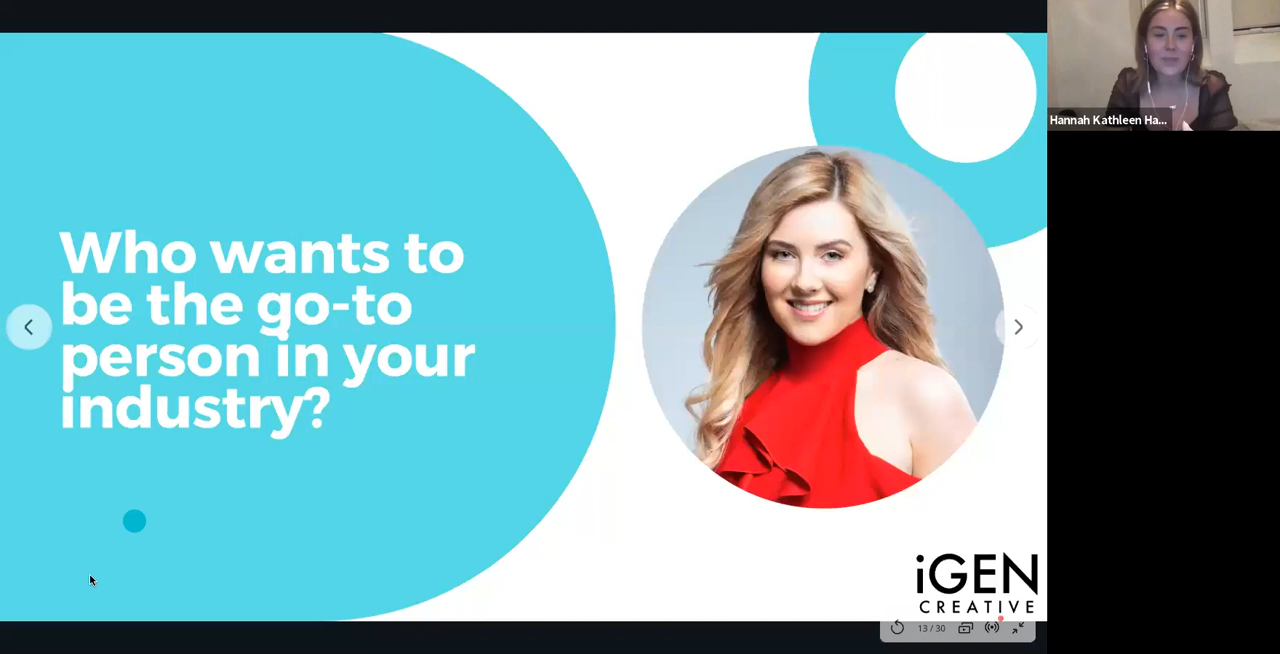 Who wants to
be the go-to
person in your
industry?
Hannah Kathleen Ha...
iGEN
CREATIVE
13 / 30